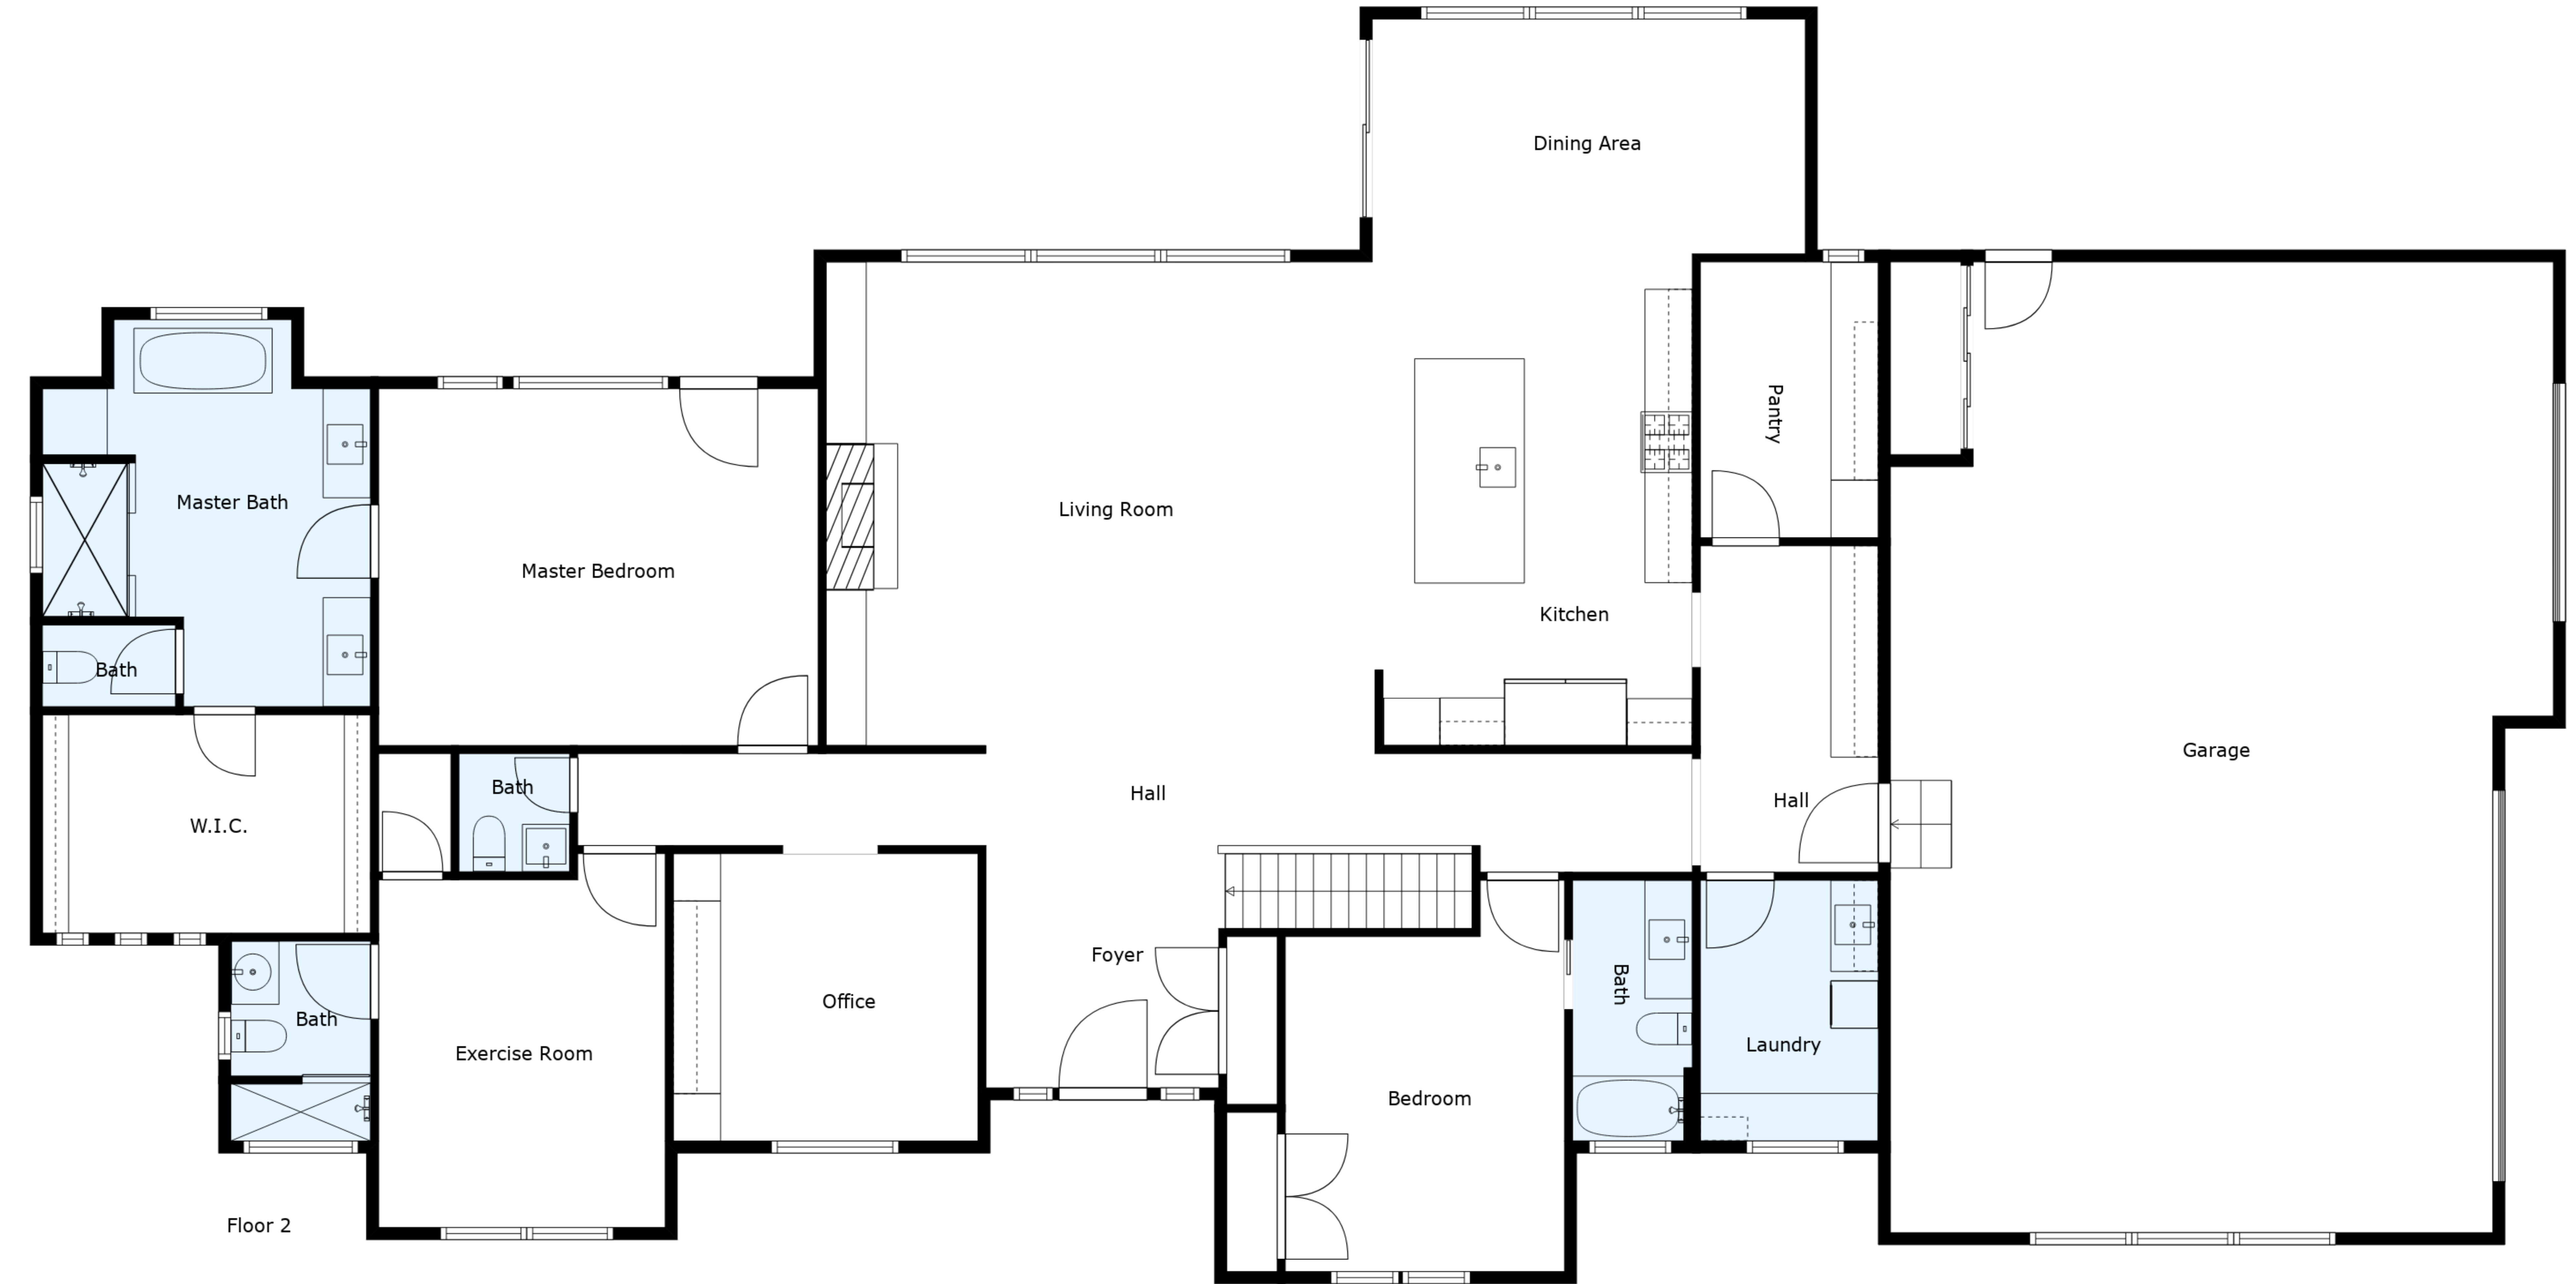 Dining Area
Pantry
Master Bath
Living Room
Master Bedroom
Kitchen
Bath
Garage
Bath
Hall
Hall
W.I.C.
Foyer
Bath
Office
Bath
Laundry
Exercise Room
Bedroom
Floor 2